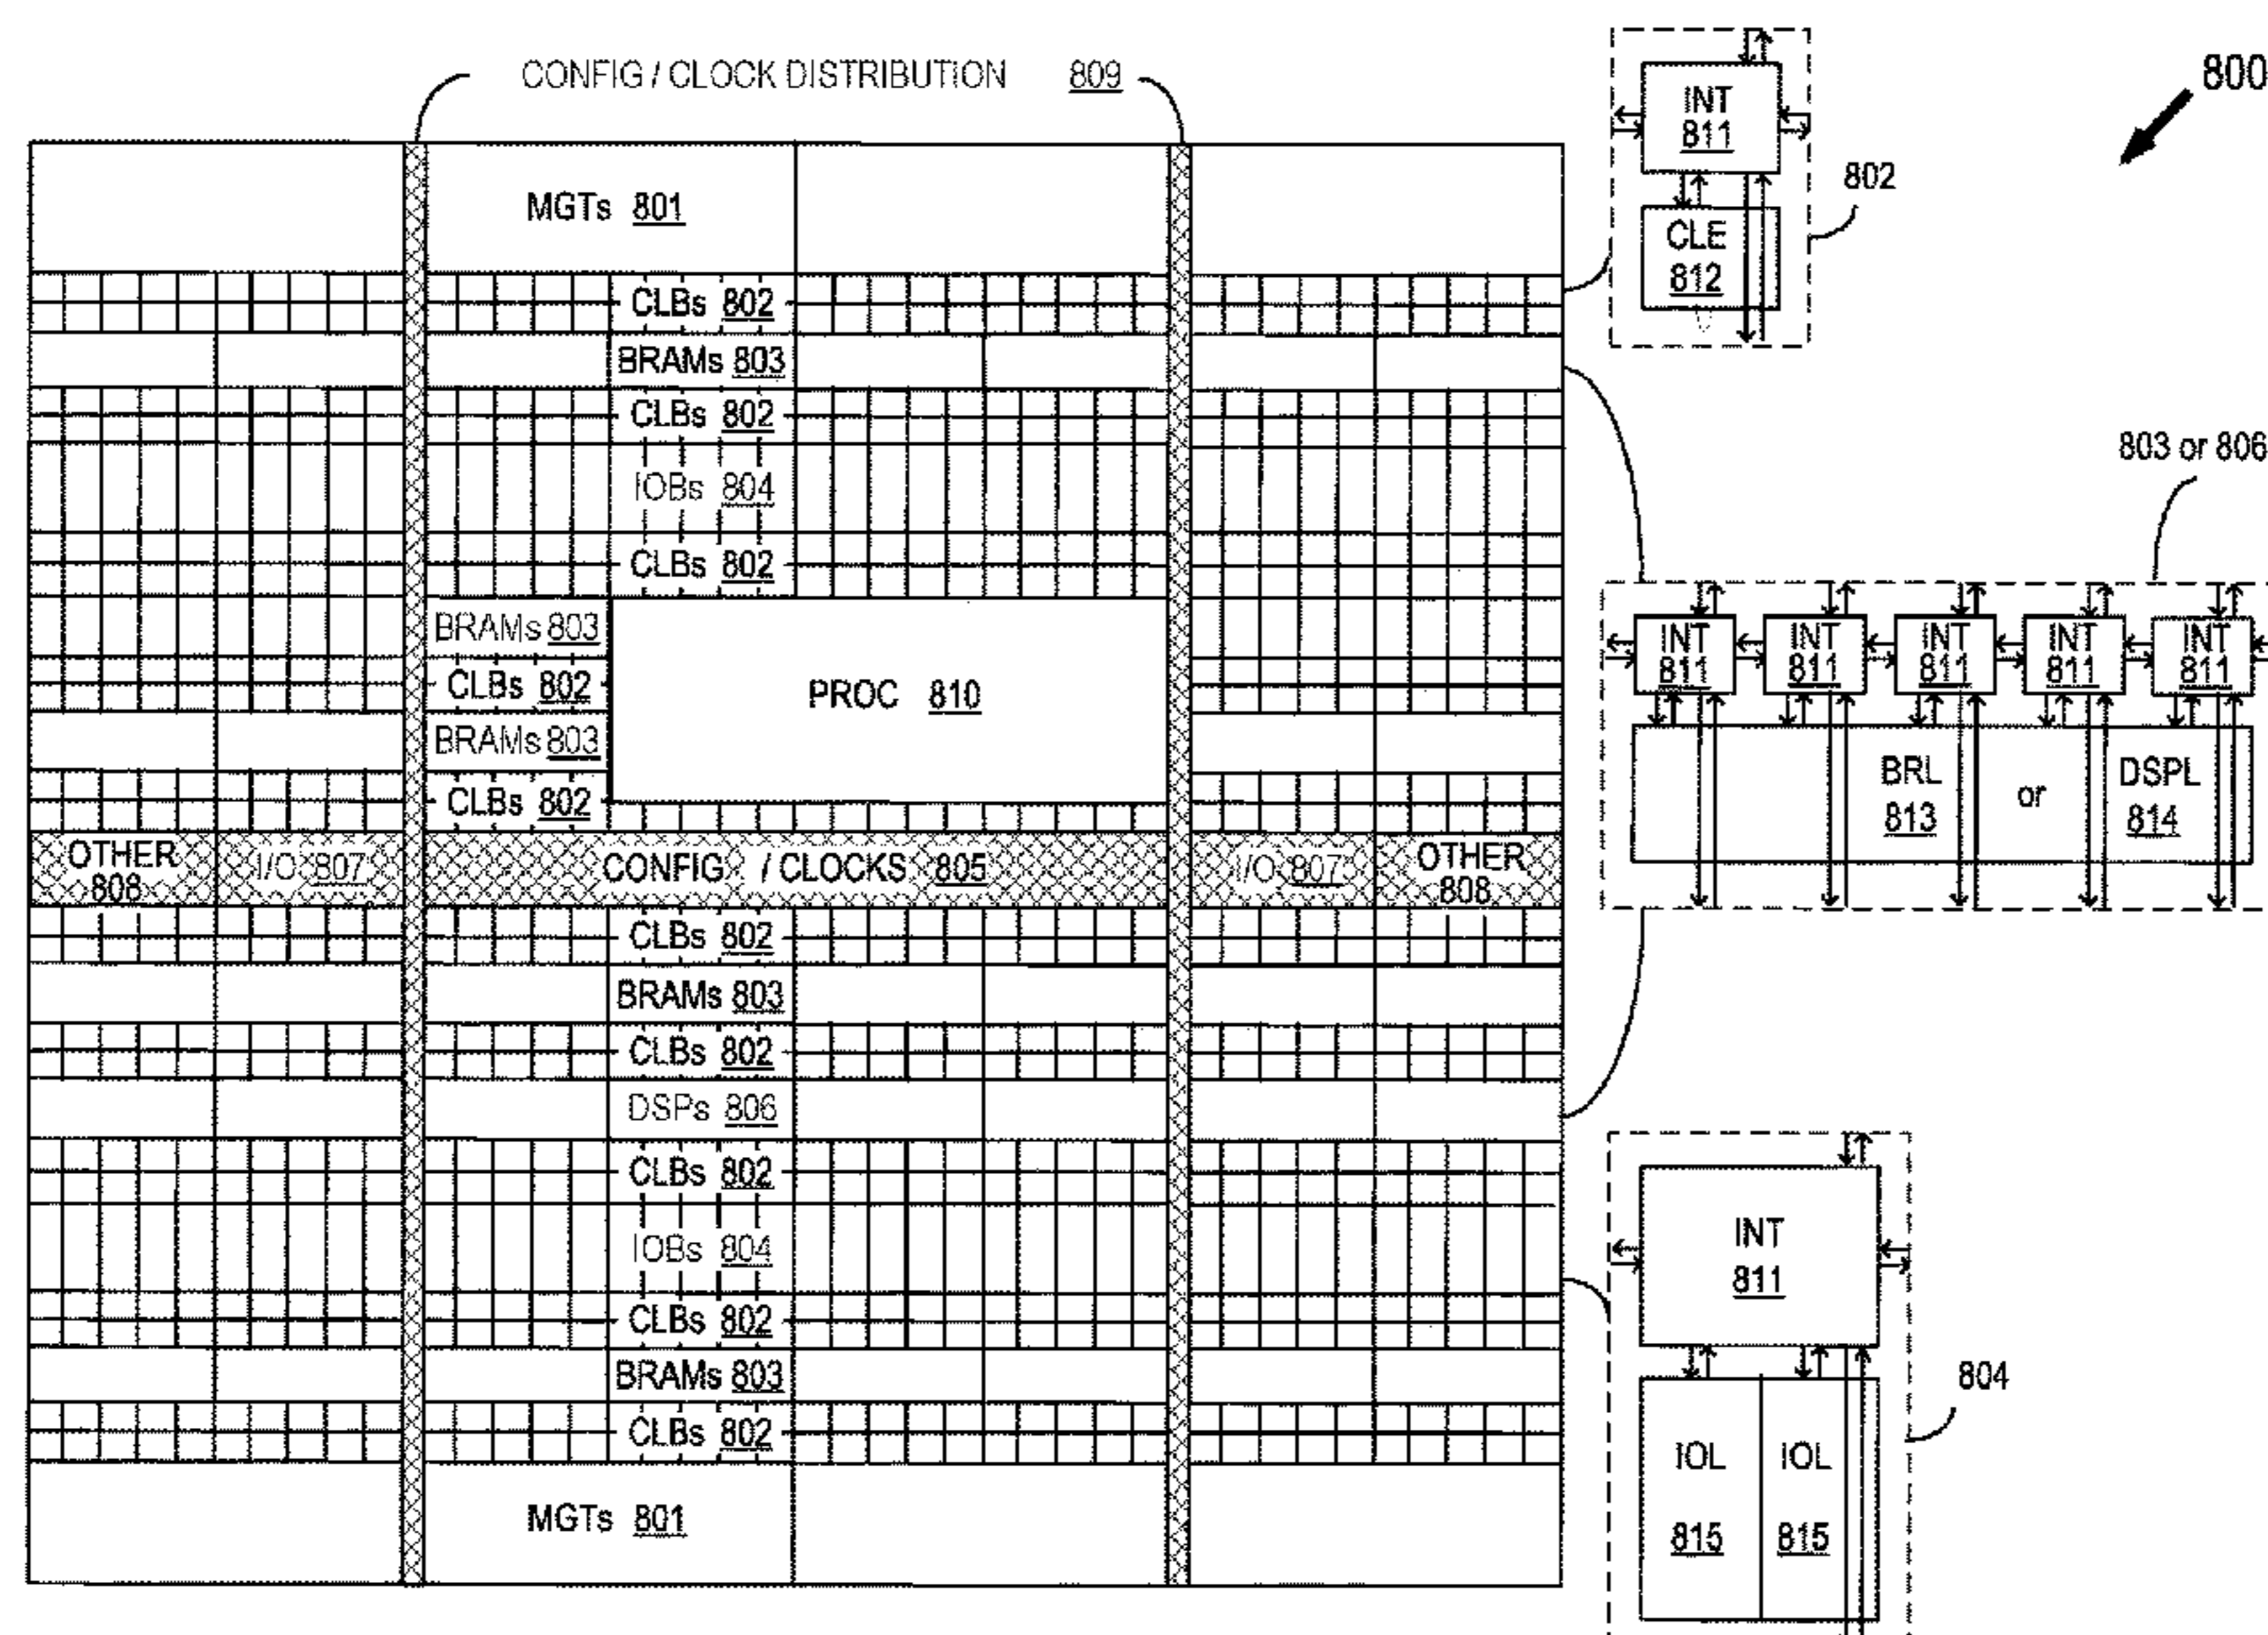 CONFIG / CLOCK DISTRIBUTION 809
800
MGTs 801
CLBs 802
BRAMs 803
CLBs 802
IOBs 804
CLBs 802
BRAMs 803
CLBs 802
BRAMs 803
CLBs 802
PROC 810
OTHER
808
I/O 807
CONFIG / CLOCKS 805
I/O 807
OTHER
808
CLBs 802
BRAMs 803
CLBs 802
DSPs 806
CLBs 802
IOBs 804
CLBs 802
BRAMs 803
CLBs 802
MGTs 801
INT
811
CLE
812
802
803 or 806
INT
811
INT
811
INT
811
INT
811
INT
811
BRL
813
or
DSPL
814
INT
811
IOL
815
IOL
815
804